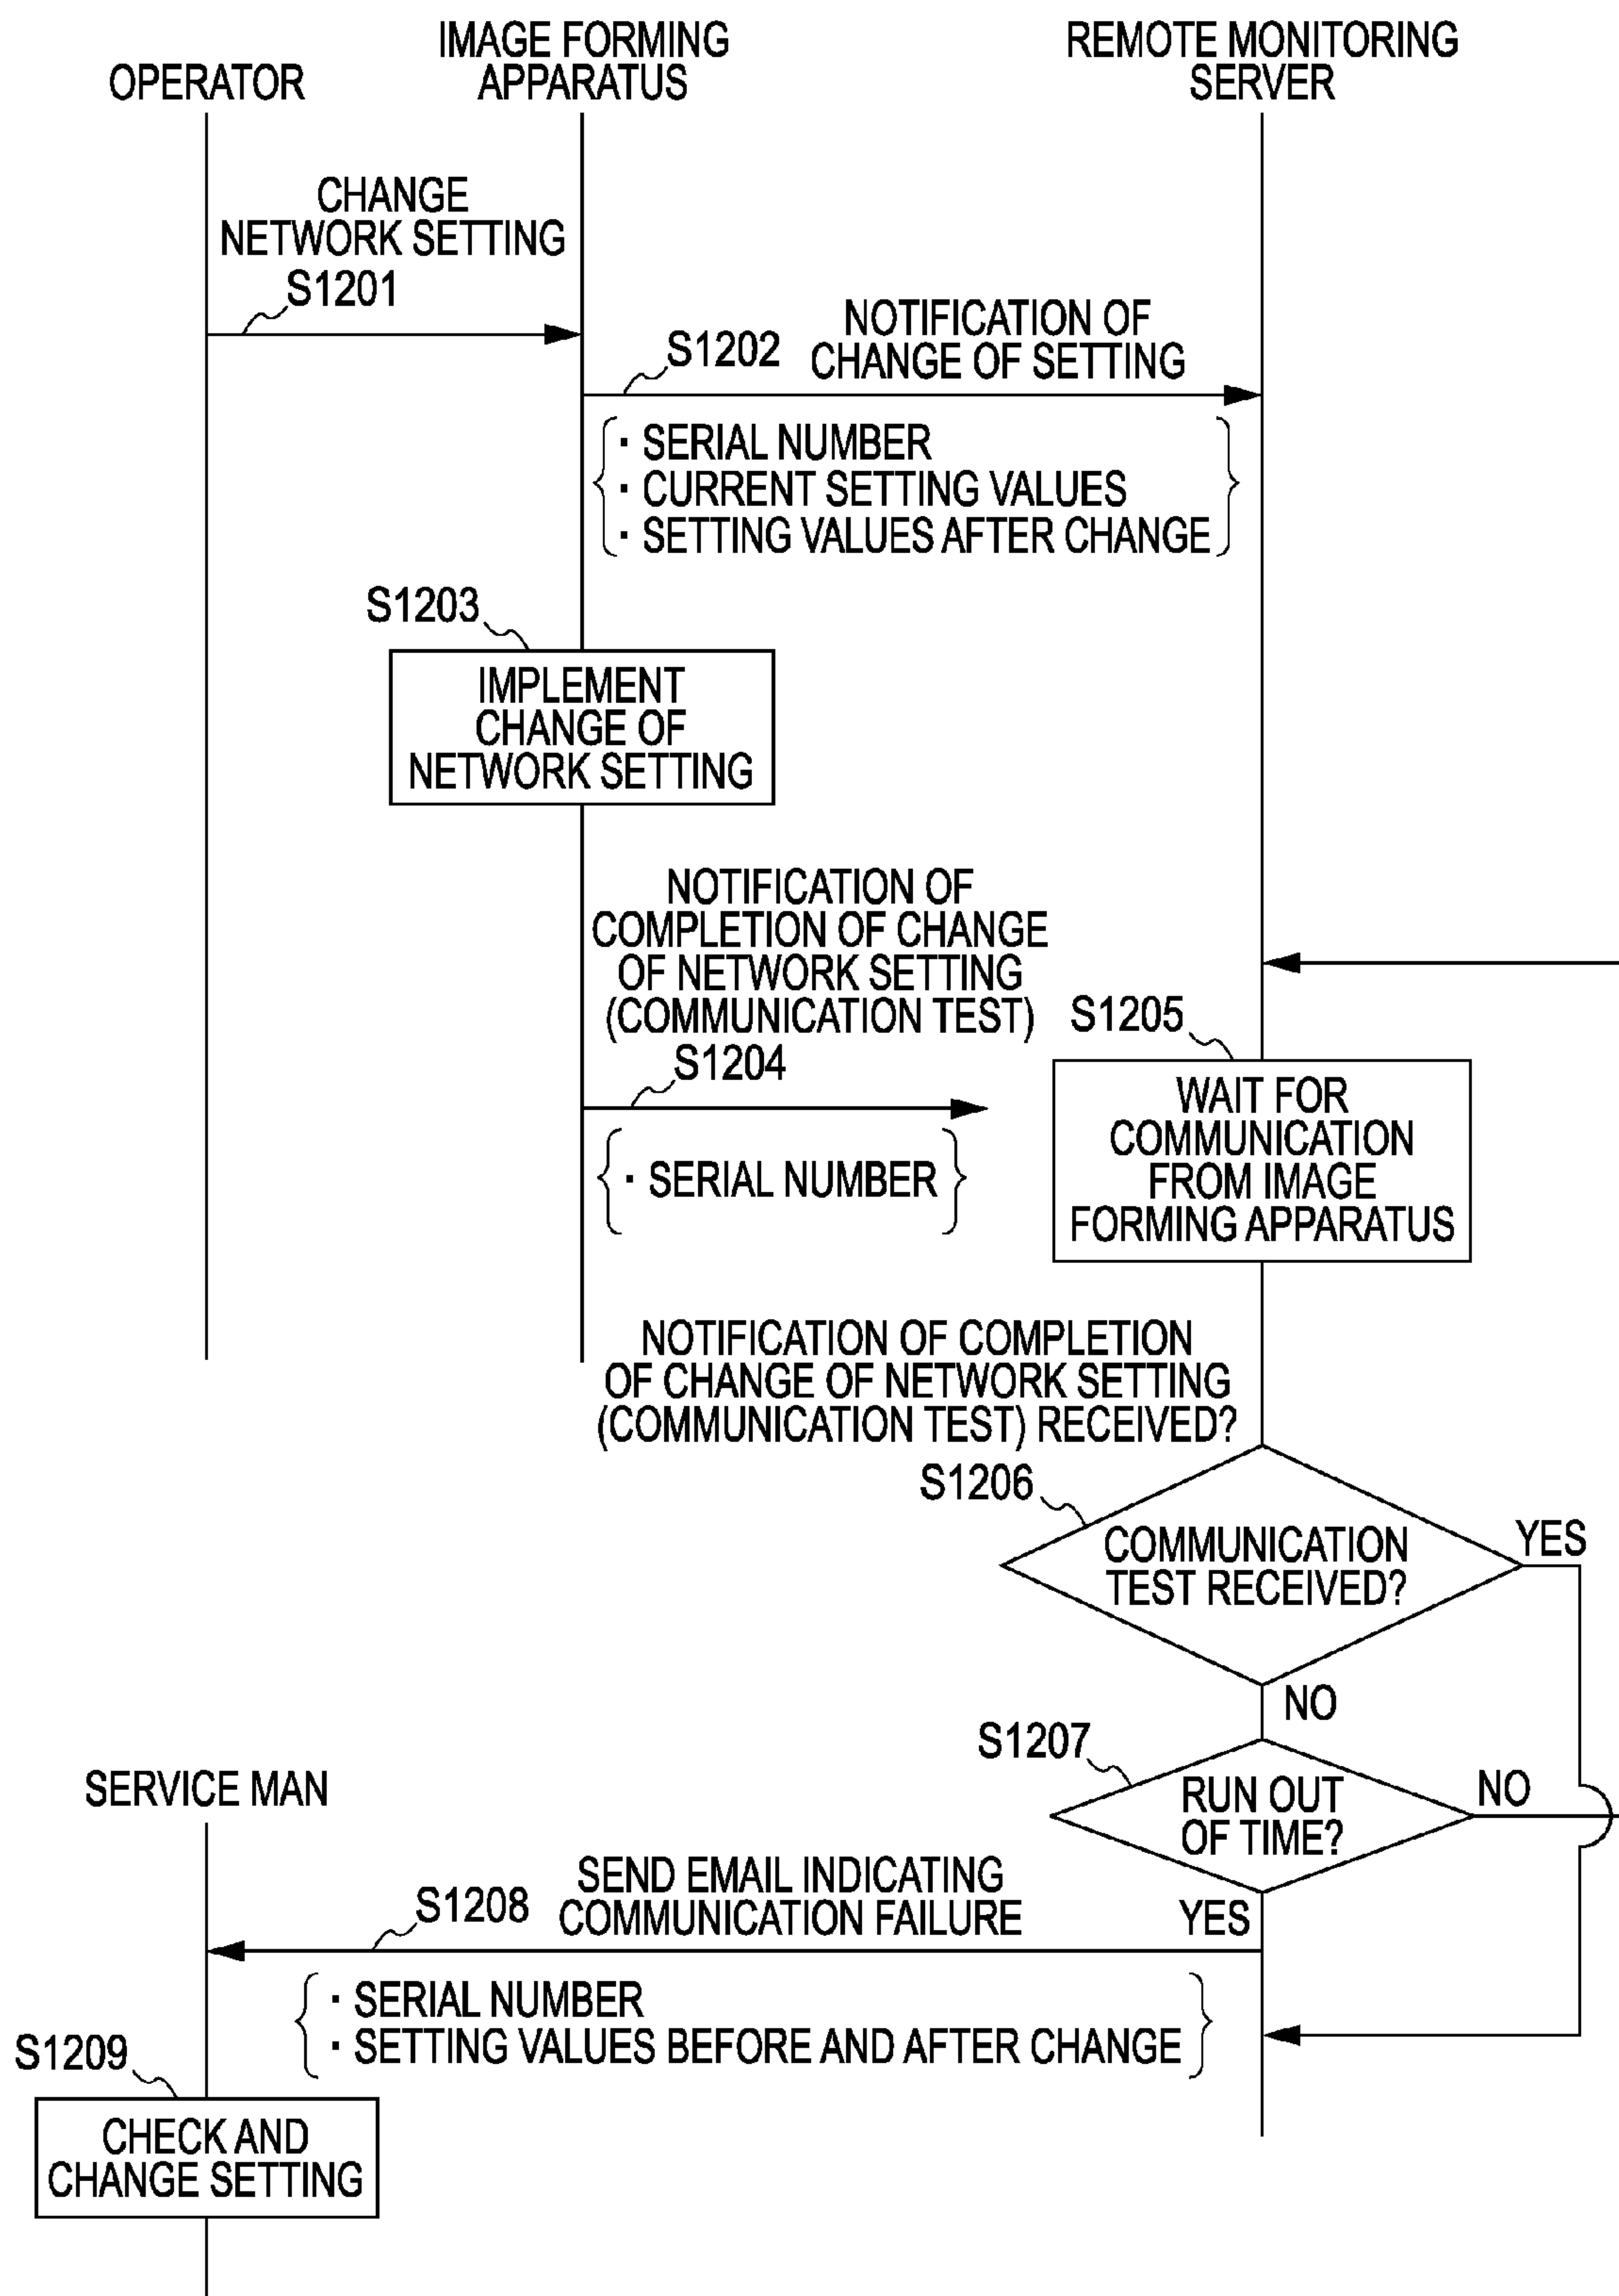 OPERATOR
IMAGE FORMING
APPARATUS
REMOTE MONITORING
SERVER
CHANGE
NETWORK SETTING
S1201
S1202
NOTIFICATION OF
CHANGE OF SETTING
· SERIAL NUMBER
· CURRENT SETTING VALUES
· SETTING VALUES AFTER CHANGE
S1203
IMPLEMENT
CHANGE OF
NETWORK SETTING
NOTIFICATION OF
COMPLETION OF CHANGE
OF NETWORK SETTING
(COMMUNICATION TEST)
S1204
· SERIAL NUMBER
S1205
WAIT FOR
COMMUNICATION
FROM IMAGE
FORMING APPARATUS
NOTIFICATION OF COMPLETION
OF CHANGE OF NETWORK SETTING
(COMMUNICATION TEST) RECEIVED?
S1206
COMMUNICATION
TEST RECEIVED?
YES
NO
S1207
RUN OUT
OF TIME?
NO
YES
SERVICE MAN
SEND EMAIL INDICATING
COMMUNICATION FAILURE
S1208
· SERIAL NUMBER
· SETTING VALUES BEFORE AND AFTER CHANGE
S1209
CHECK AND
CHANGE SETTING